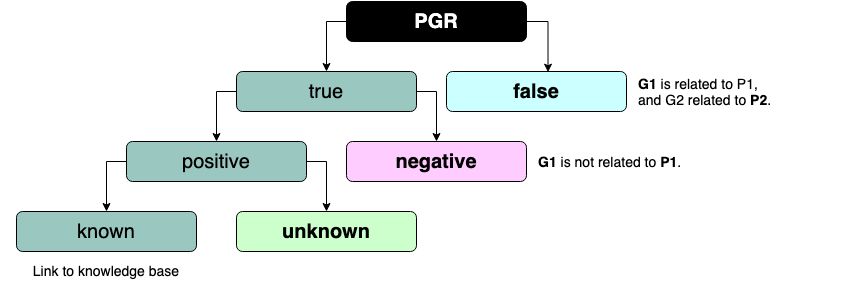 PGR
true
false
G1 is related to P1,
and G2 related to P2.
positive
negative
G1 is not related to P1.
known
unknown
Link to knowledge base